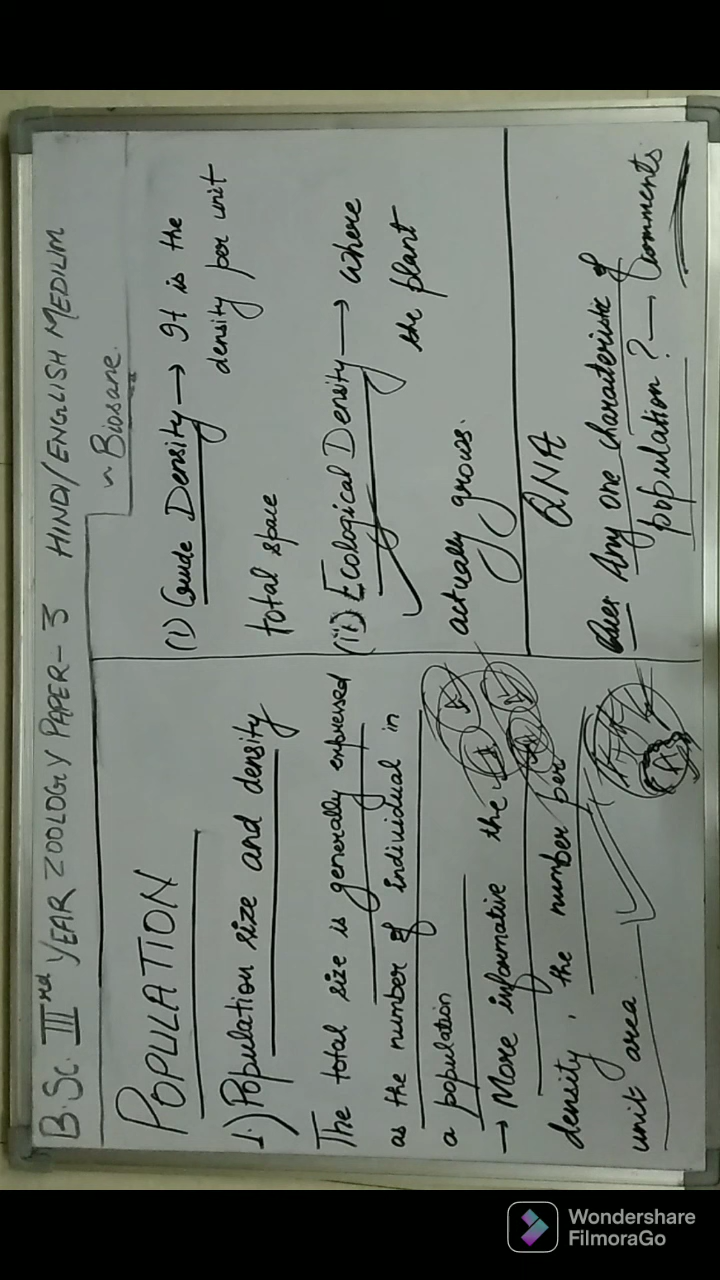 B.Sc. IIIrd YEAR ZOOLOGY PAPER-3 HINDI/ENGLISH MEDIUM
~ Biosane.
POPULATION
1.) Population size and density
The total size is generally expressed
as the number of individual in
a population
→ More informative the
density, the number per
unit area
(i) Crude Density → It is the
density per unit
total space
(ii) Ecological Density → where
the plant
actually grows.
QNA
Ques Any one characteristic of
population? → Comments
Wondershare
FilmoraGo